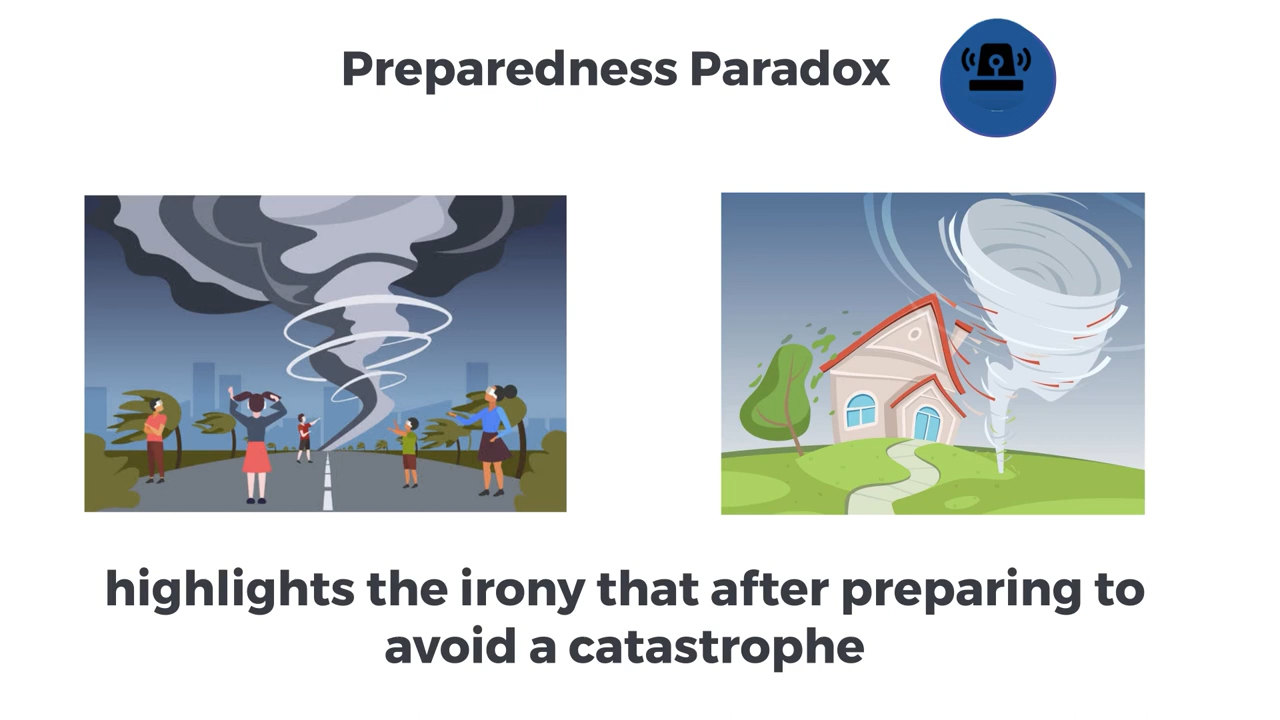 Preparedness Paradox
highlights the irony that after preparing to
avoid a catastrophe